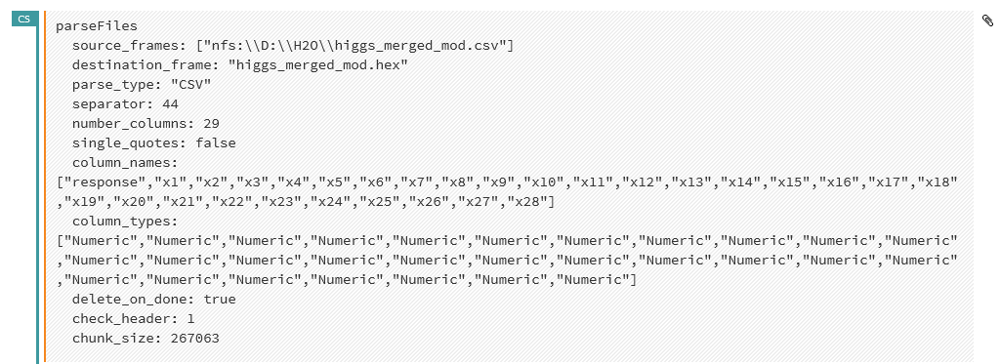 CS
parseFiles
source_frames: ["nfs:\\D:\\H2O\\higgs_merged_mod.csv"]
destination_frame: "higgs_merged_mod.hex"
parse_type: "CSV"
separator: 44
number_columns: 29
single_quotes: false
column_names:
["response","x1","x2","x3","x4","x5","x6","x7","x8","x9","x10","x11","x12","x13","x14","x15","x16","x17","x18"
,"x19","x20","x21","x22","x23","x24","x25","x26","x27","x28"]
column_types:
["Numeric","Numeric","Numeric","Numeric","Numeric","Numeric","Numeric","Numeric","Numeric","Numeric","Numeric"
,"Numeric","Numeric","Numeric","Numeric","Numeric","Numeric","Numeric","Numeric","Numeric","Numeric","Numeric"
,"Numeric","Numeric","Numeric","Numeric","Numeric","Numeric","Numeric"]
delete_on_done: true
check_header: 1
chunk_size: 267063